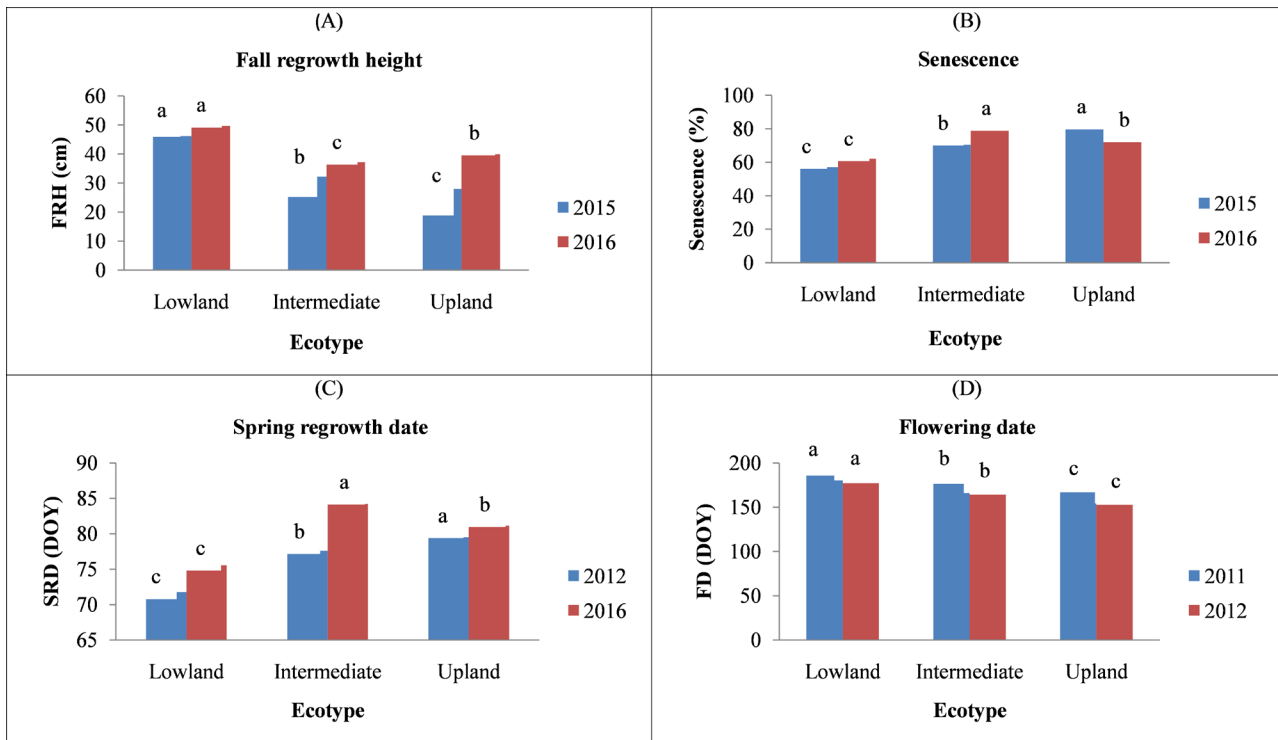 (A)
Fall regrowth height
FRH (cm)
60
50
40
30
20
10
0
a a
b c
c b
Lowland Intermediate Upland
Ecotype
2015
2016
(B)
Senescence
Senescence (%)
100
80
60
40
20
0
c c
b a
a b
Lowland Intermediate Upland
Ecotype
2015
2016
(C)
Spring regrowth date
SRD (DOY)
90
85
80
75
70
65
c c
b a
a b
Lowland Intermediate Upland
Ecotype
2012
2016
(D)
Flowering date
FD (DOY)
200
150
100
50
0
a a
b b
c c
Lowland Intermediate Upland
Ecotype
2011
2012